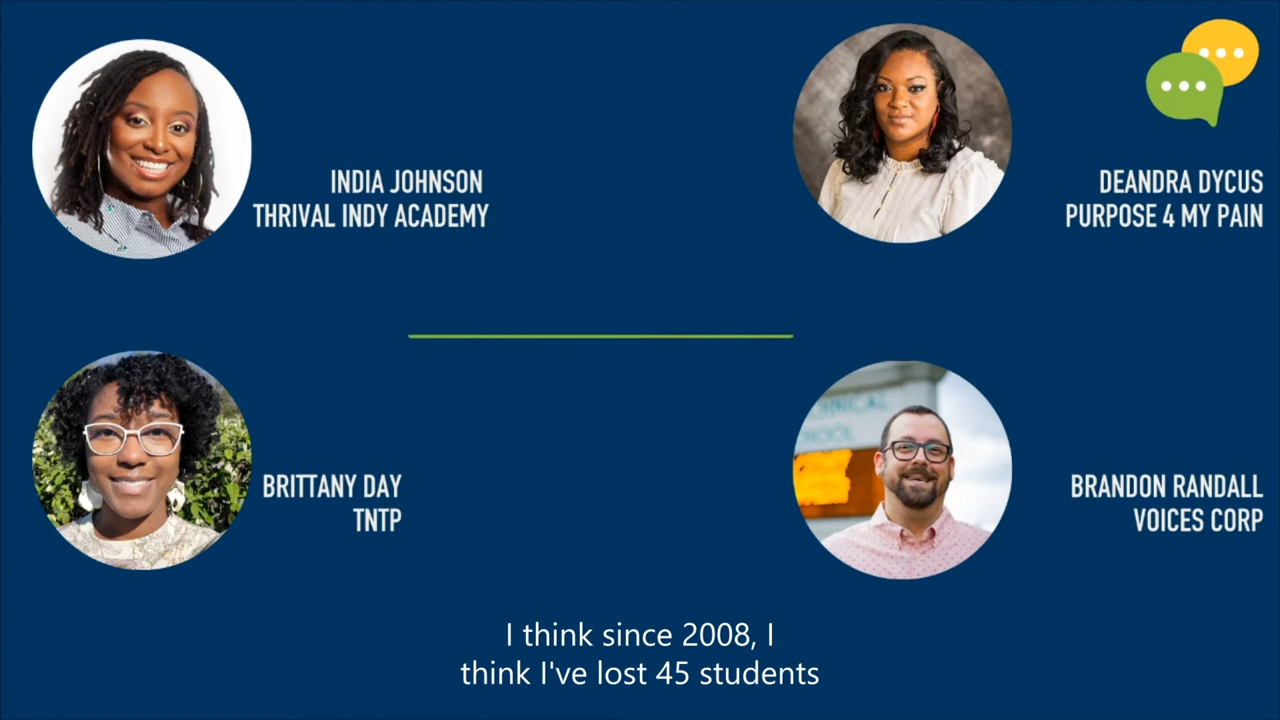 INDIA JOHNSON
THRIVAL INDY ACADEMY
DEANDRA DYCUS
PURPOSE 4 MY PAIN
BRITTANY DAY
TNTP
BRANDON RANDALL
VOICES CORP
I think since 2008, I
think I've lost 45 students